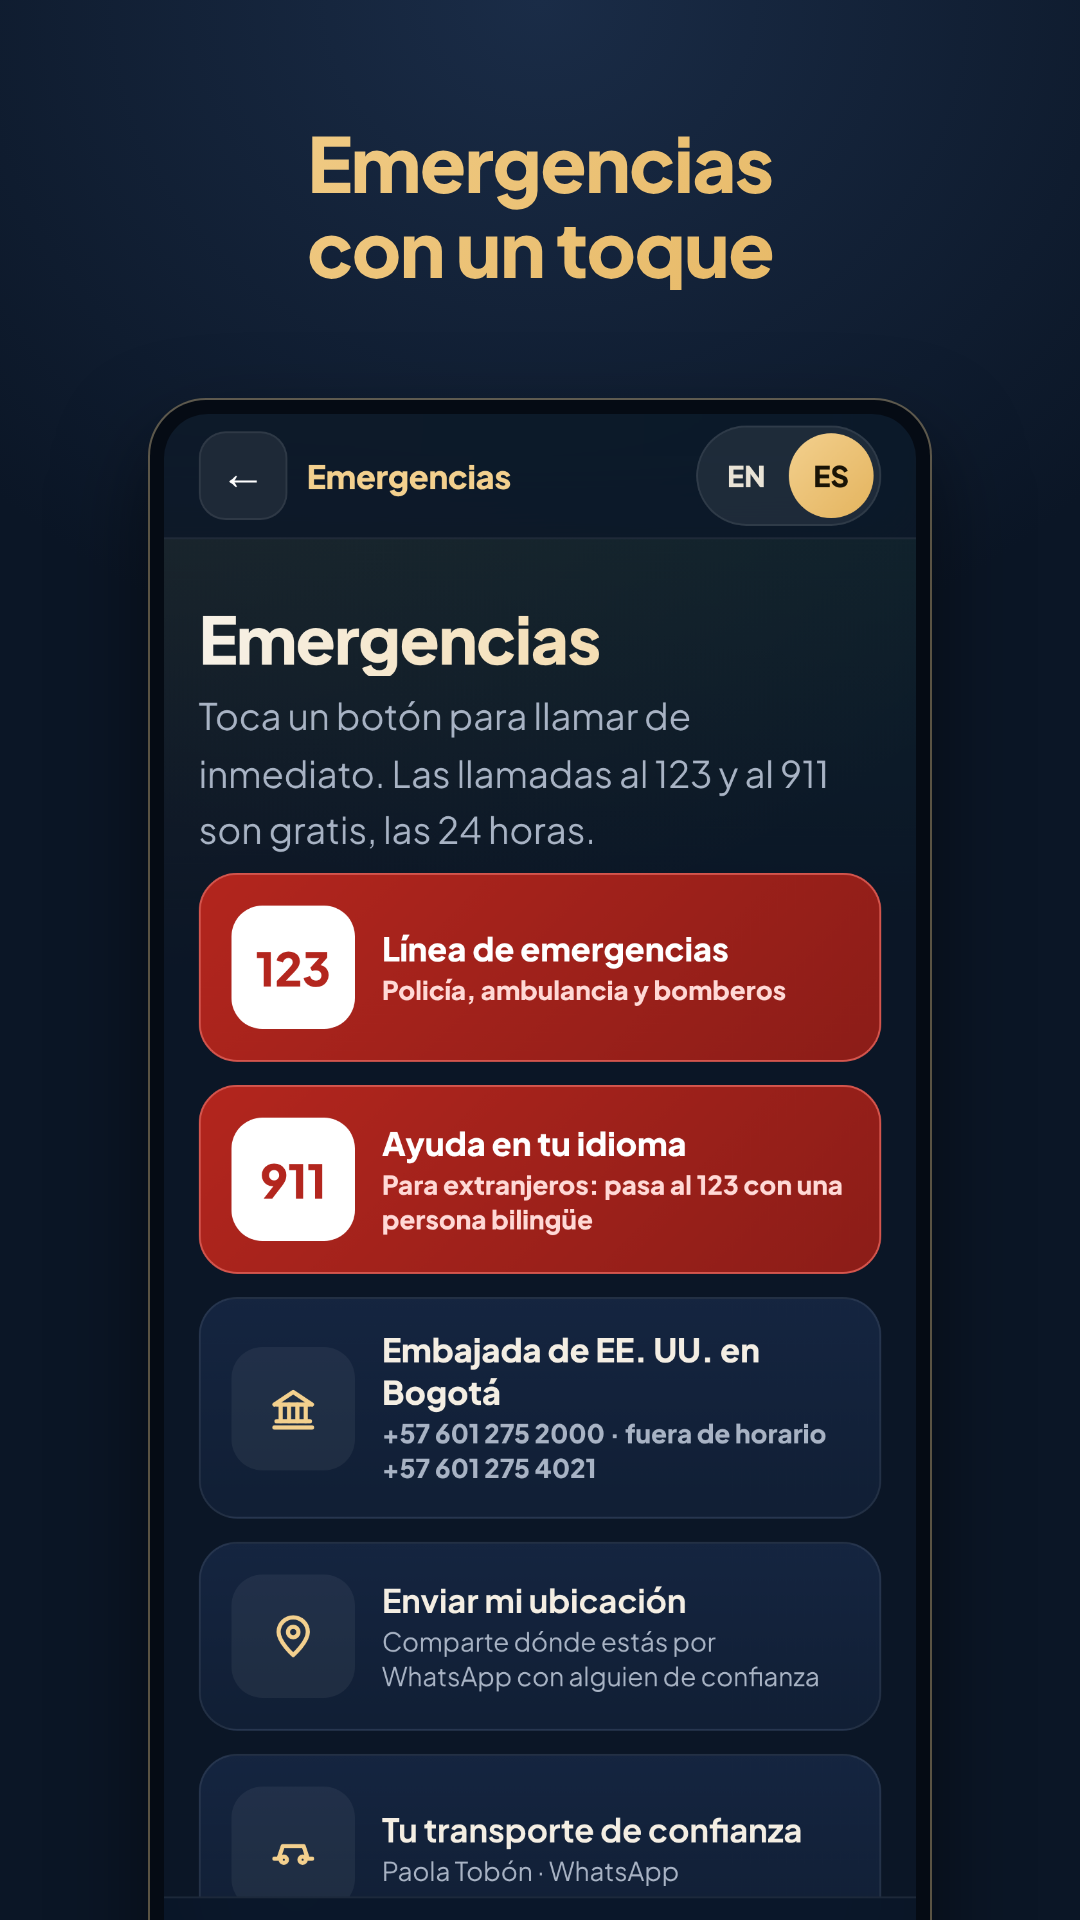 Emergencias
con un toque
← Emergencias
EN ES
Emergencias
Toca un botón para llamar de
inmediato. Las llamadas al 123 y al 911
son gratis, las 24 horas.
123
Línea de emergencias
Policía, ambulancia y bomberos
911
Ayuda en tu idioma
Para extranjeros: pasa al 123 con una
persona bilingüe
Embajada de EE. UU. en
Bogotá
+57 601 275 2000 · fuera de horario
+57 601 275 4021
Enviar mi ubicación
Comparte dónde estás por
WhatsApp con alguien de confianza
Tu transporte de confianza
Paola Tobón · WhatsApp